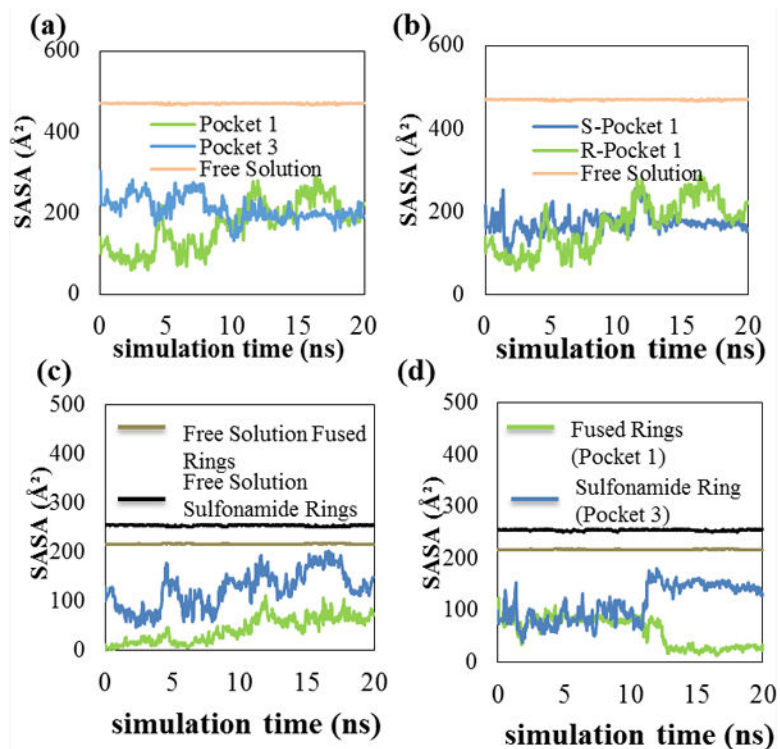 (a)
600
400
200
0
SASA (Å²)
Pocket 1
Pocket 3
Free Solution
0 5 10 15 20
simulation time (ns)
(b)
600
400
200
0
SASA (Å²)
S-Pocket 1
R-Pocket 1
Free Solution
0 5 10 15 20
simulation time (ns)
(c)
500
400
300
200
100
0
SASA (Å²)
Free Solution Fused
Rings
Free Solution
Sulfonamide Rings
0 5 10 15 20
simulation time (ns)
(d)
500
400
300
200
100
0
SASA (Å²)
Fused Rings
(Pocket 1)
Sulfonamide Ring
(Pocket 3)
0 5 10 15 20
simulation time (ns)